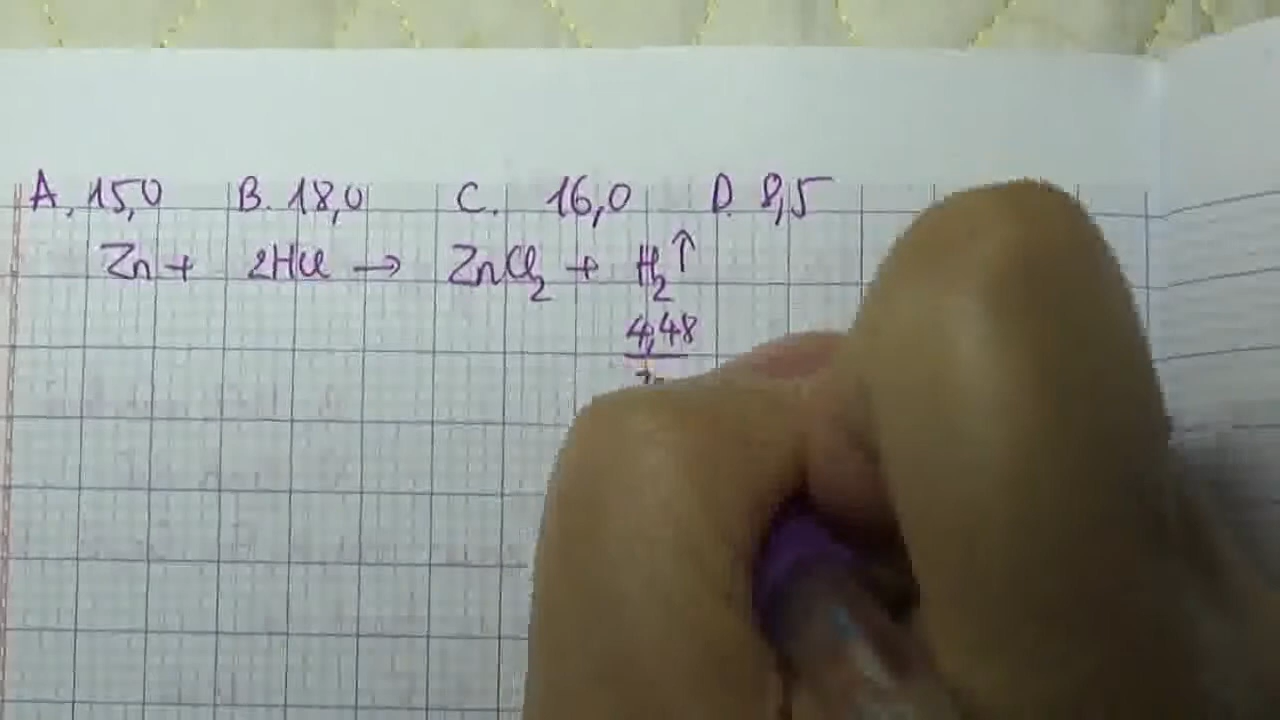 A. 15,0 B. 18,0 C. 16,0 D. 8,5
Zn + 2HCl → ZnCl₂ + H₂↑
4,48